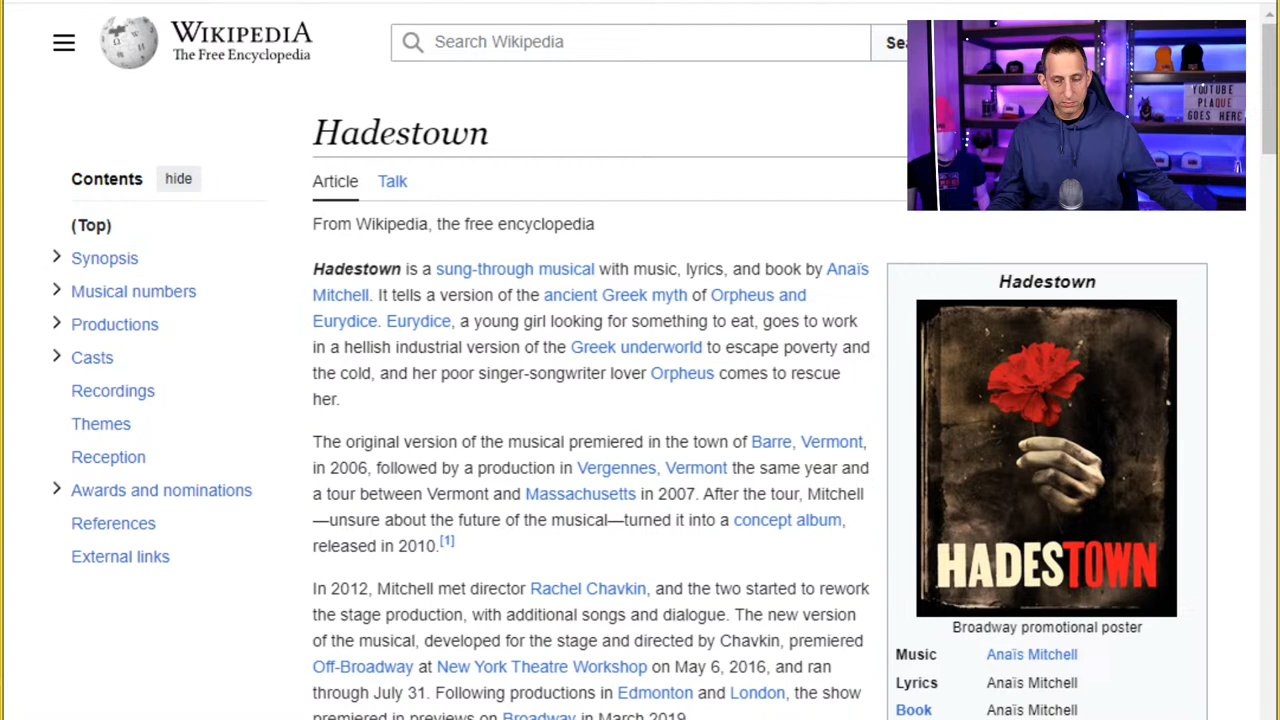 WIKIPEDIA
The Free Encyclopedia
Search Wikipedia
Sea
YOUTUBE
PLAQUE
GOES HERE
Hadestown
Contents
hide
Article
Talk
(Top)
Synopsis
Musical numbers
Productions
Casts
Recordings
Themes
Reception
Awards and nominations
References
External links
From Wikipedia, the free encyclopedia
Hadestown is a sung-through musical with music, lyrics, and book by Anaïs
Mitchell. It tells a version of the ancient Greek myth of Orpheus and
Eurydice. Eurydice, a young girl looking for something to eat, goes to work
in a hellish industrial version of the Greek underworld to escape poverty and
the cold, and her poor singer-songwriter lover Orpheus comes to rescue
her.
The original version of the musical premiered in the town of Barre, Vermont,
in 2006, followed by a production in Vergennes, Vermont the same year and
a tour between Vermont and Massachusetts in 2007. After the tour, Mitchell
—unsure about the future of the musical—turned it into a concept album,
released in 2010.[1]
In 2012, Mitchell met director Rachel Chavkin, and the two started to rework
the stage production, with additional songs and dialogue. The new version
of the musical, developed for the stage and directed by Chavkin, premiered
Off-Broadway at New York Theatre Workshop on May 6, 2016, and ran
through July 31. Following productions in Edmonton and London, the show
premiered in previews on Broadway in March 2019.
Hadestown
HADESTOWN
Broadway promotional poster
Music Anaïs Mitchell
Lyrics Anaïs Mitchell
Book Anaïs Mitchell